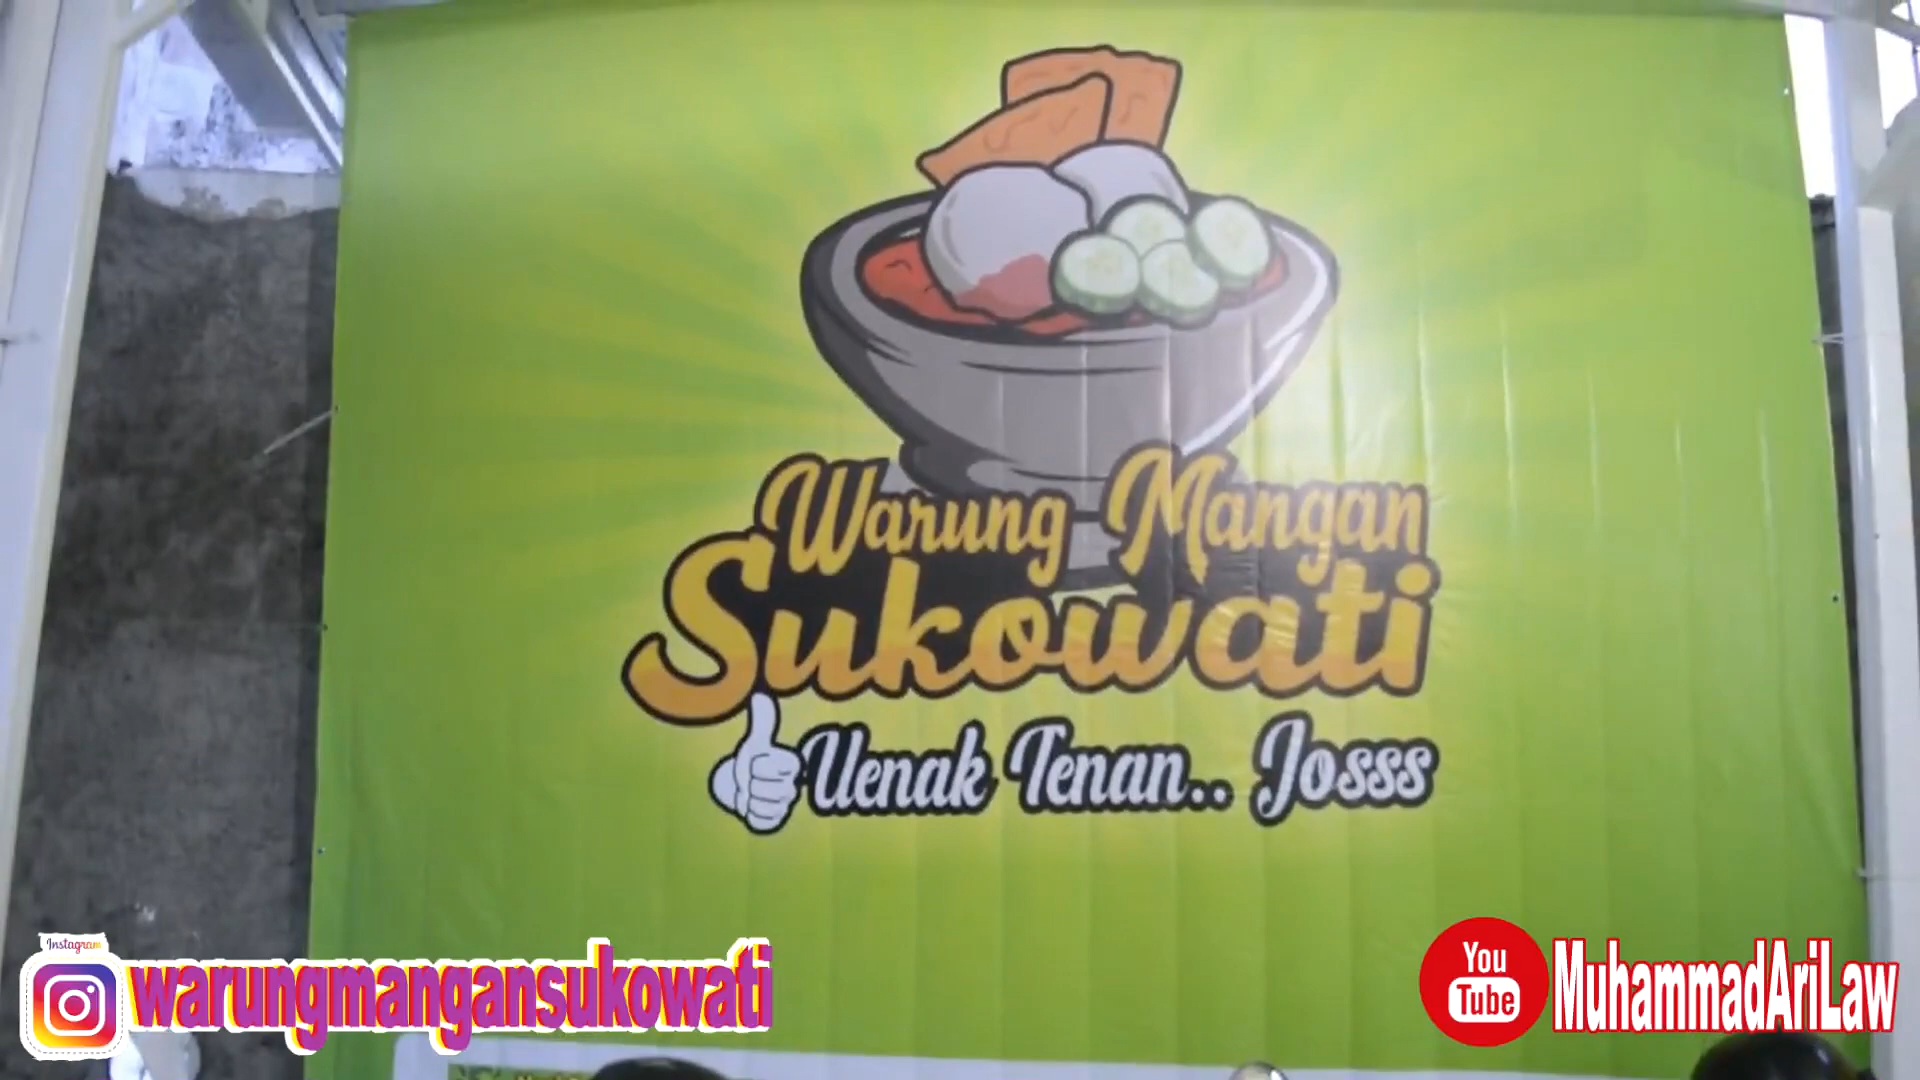 Warung Mangan
Sukowati
Uenak Tenan.. Josss
Instagram
warungmangansukowati
You
Tube
MuhammadAriLaw